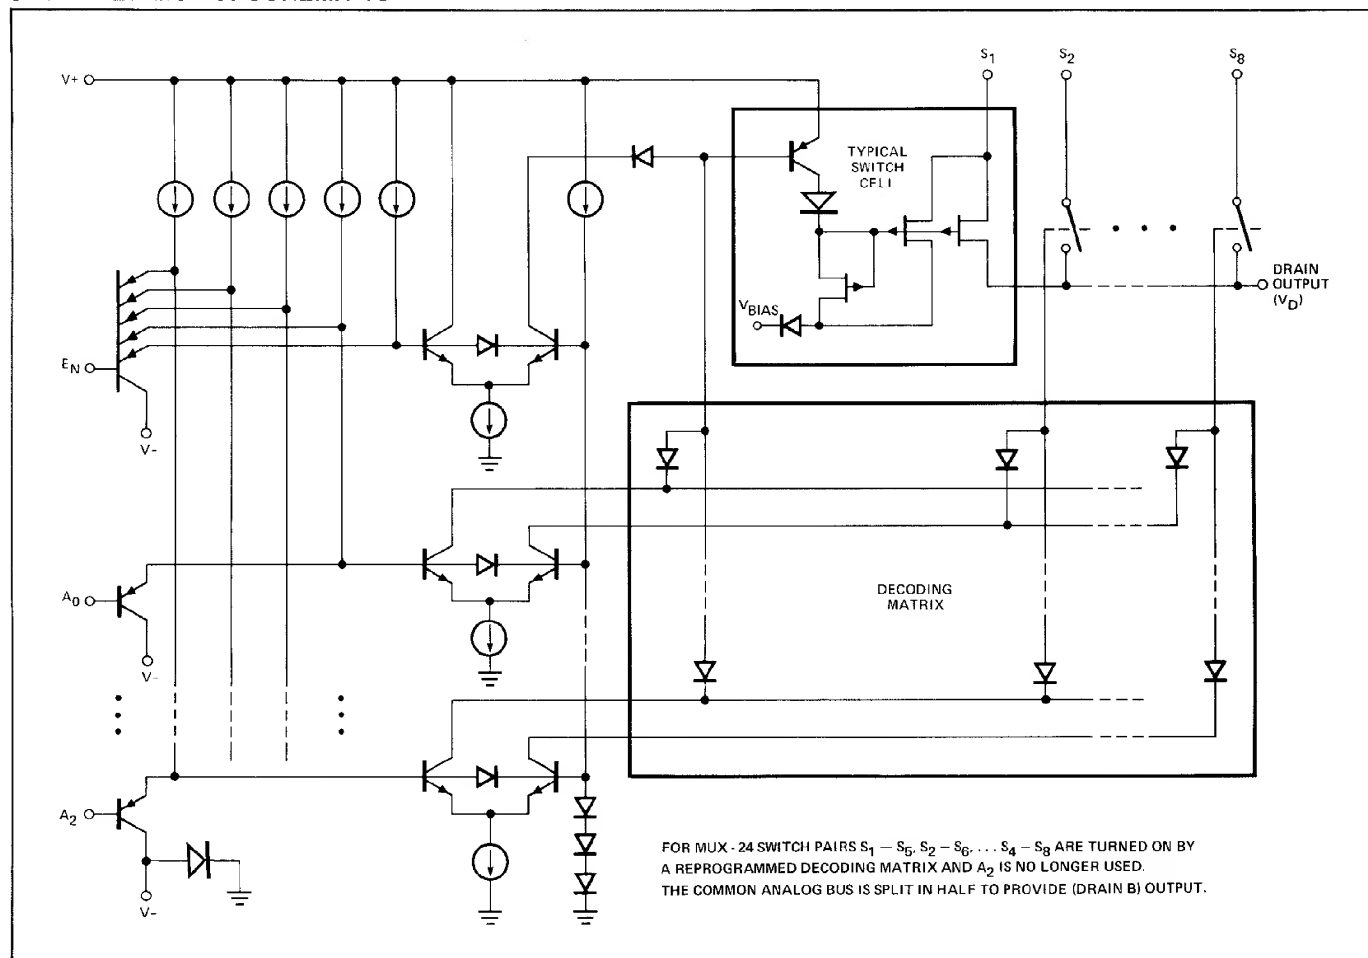 V+
S1
S2
S8
TYPICAL
SWITCH
CELL
DRAIN
OUTPUT
(VD)
VBIAS
EN
V-
DECODING
MATRIX
A0
V-
A2
V-
FOR MUX - 24 SWITCH PAIRS S1 – S5, S2 – S6, . . . S4 – S8 ARE TURNED ON BY
A REPROGRAMMED DECODING MATRIX AND A2 IS NO LONGER USED.
THE COMMON ANALOG BUS IS SPLIT IN HALF TO PROVIDE (DRAIN B) OUTPUT.